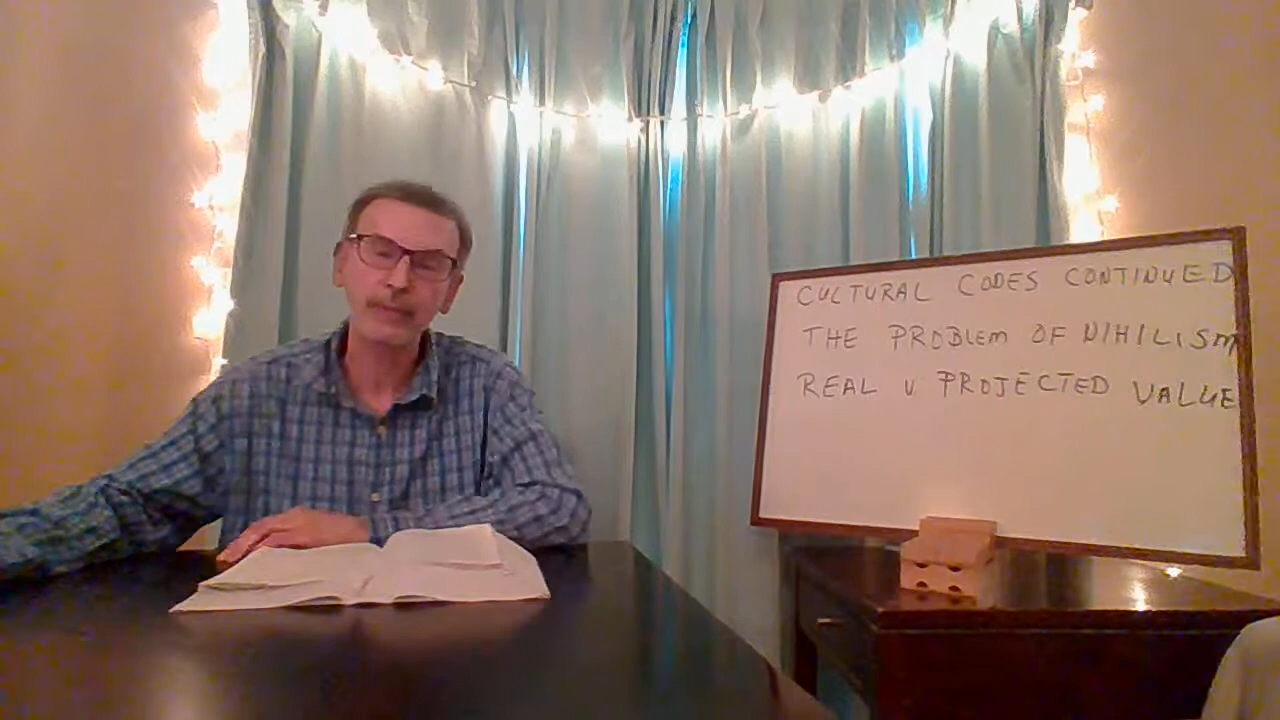 CULTURAL CODES CONTINUED
THE PROBLEM OF NIHILISM
REAL V. PROJECTED VALUE